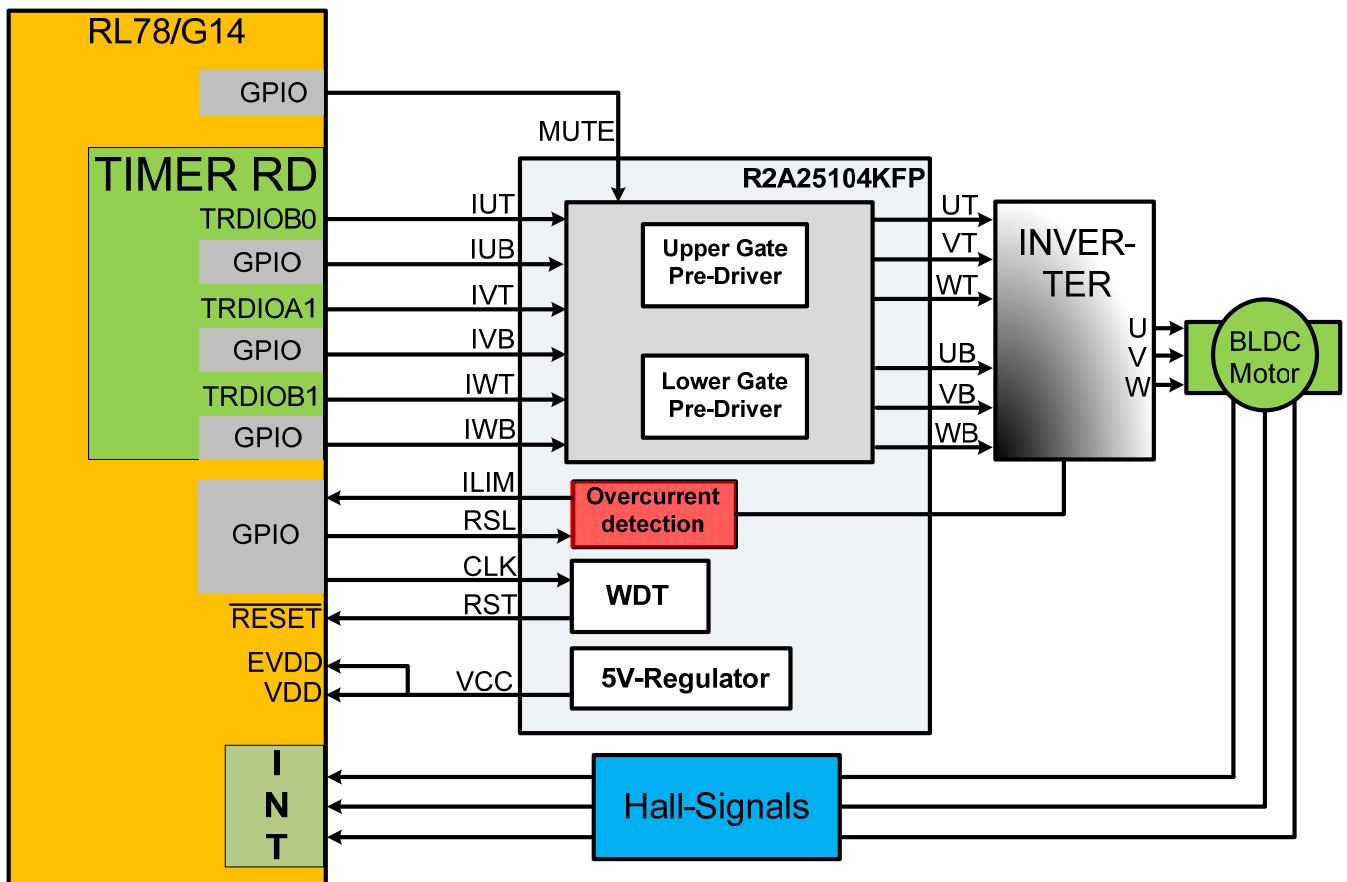 RL78/G14
GPIO
MUTE
TIMER RD
R2A25104KFP
TRDIOB0
IUT
UT
GPIO
IUB
VT
TRDIOA1
IVT
WT
GPIO
IVB
UB
TRDIOB1
IWT
VB
GPIO
IWB
WB
Upper Gate
Pre-Driver
Lower Gate
Pre-Driver
INVER-
TER
U
V
W
BLDC
Motor
GPIO
ILIM
RSL
CLK
Overcurrent
detection
WDT
RESET
RST
EVDD
VDD
VCC
5V-Regulator
I
N
T
Hall-Signals